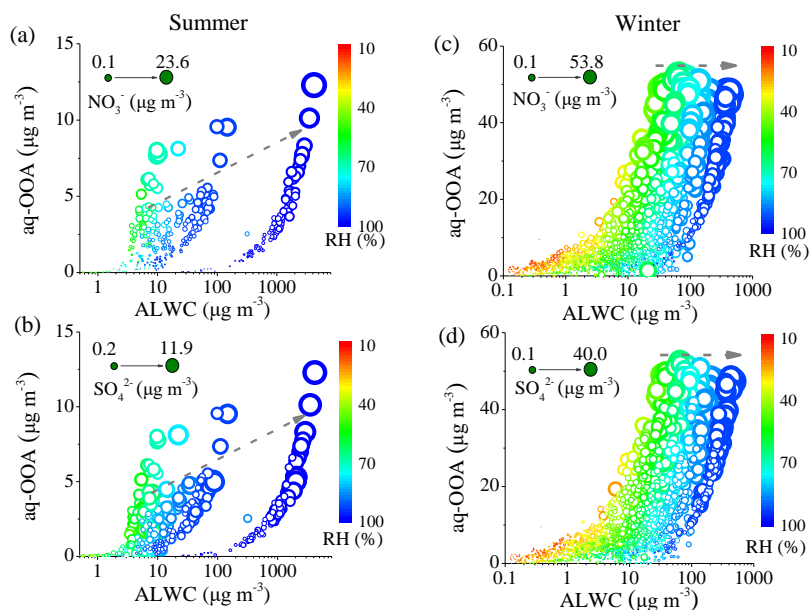 Summer
(a)
15
10
5
0
aq-OOA (μg m⁻³)
0.1 23.6
NO₃⁻ (μg m⁻³)
10
40
70
100
RH (%)
1 10 100 1000
ALWC (μg m⁻³)
(b)
15
10
5
0
aq-OOA (μg m⁻³)
0.2 11.9
SO₄²⁻ (μg m⁻³)
10
40
70
100
RH (%)
1 10 100 1000
ALWC (μg m⁻³)
Winter
(c)
60
40
20
0
aq-OOA (μg m⁻³)
0.1 53.8
NO₃⁻ (μg m⁻³)
10
40
70
100
RH (%)
0.1 1 10 100 1000
ALWC (μg m⁻³)
(d)
60
40
20
0
aq-OOA (μg m⁻³)
0.1 40.0
SO₄²⁻ (μg m⁻³)
10
40
70
100
RH (%)
0.1 1 10 100 1000
ALWC (μg m⁻³)